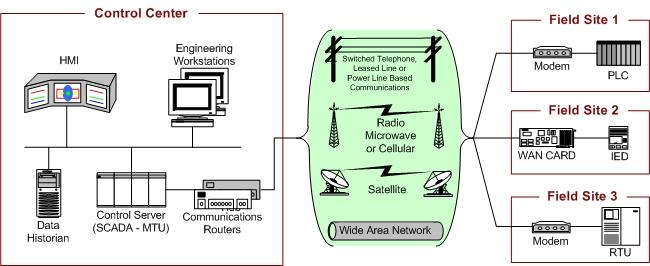 Control Center
HMI
Engineering
Workstations
Data
Historian
Control Server
(SCADA - MTU)
Communications
Routers
Switched Telephone,
Leased Line or
Power Line Based
Communications
Radio
Microwave
or Cellular
Satellite
Wide Area Network
Field Site 1
Modem
PLC
Field Site 2
WAN CARD
IED
Field Site 3
Modem
RTU